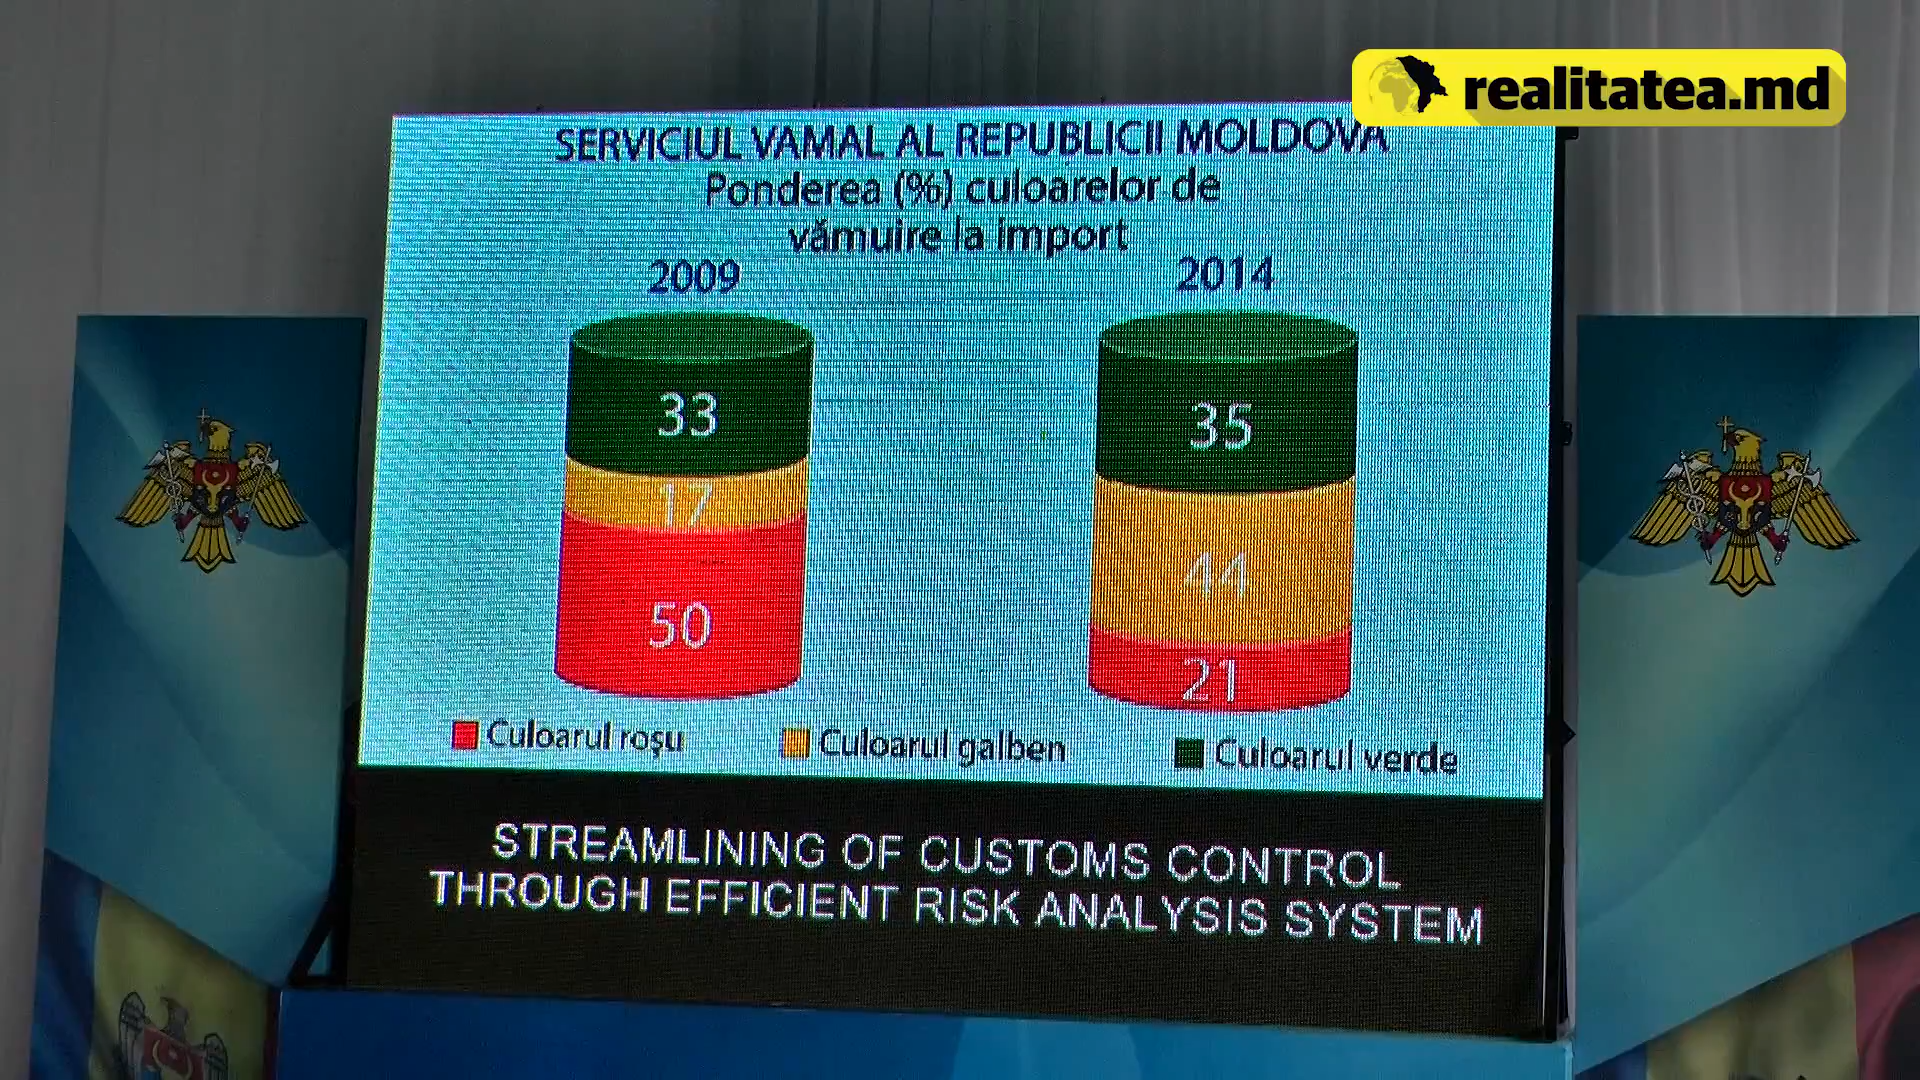 realitatea.md
SERVICIUL VAMAL AL REPUBLICII MOLDOVA
Ponderea (%) culoarelor de
vămuire la import
2009
2014
33
17
50
35
44
21
Culoarul roşu
Culoarul galben
Culoarul verde
STREAMLINING OF CUSTOMS CONTROL
THROUGH EFFICIENT RISK ANALYSIS SYSTEM